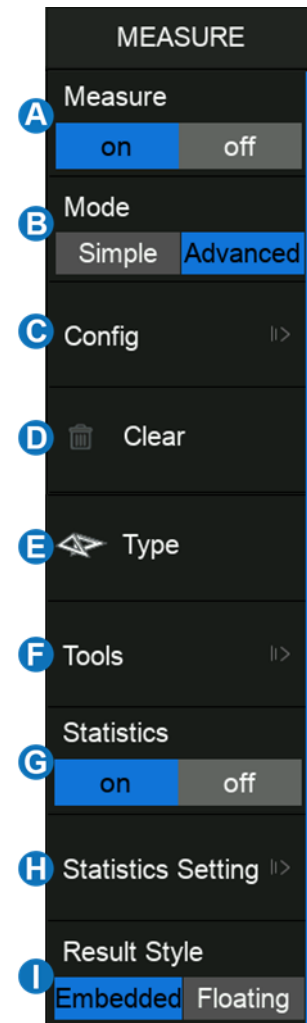 MEASURE
A
Measure
on off
B
Mode
Simple Advanced
C
Config
D
Clear
E
Type
F
Tools
G
Statistics
on off
H
Statistics Setting
I
Result Style
Embedded Floating